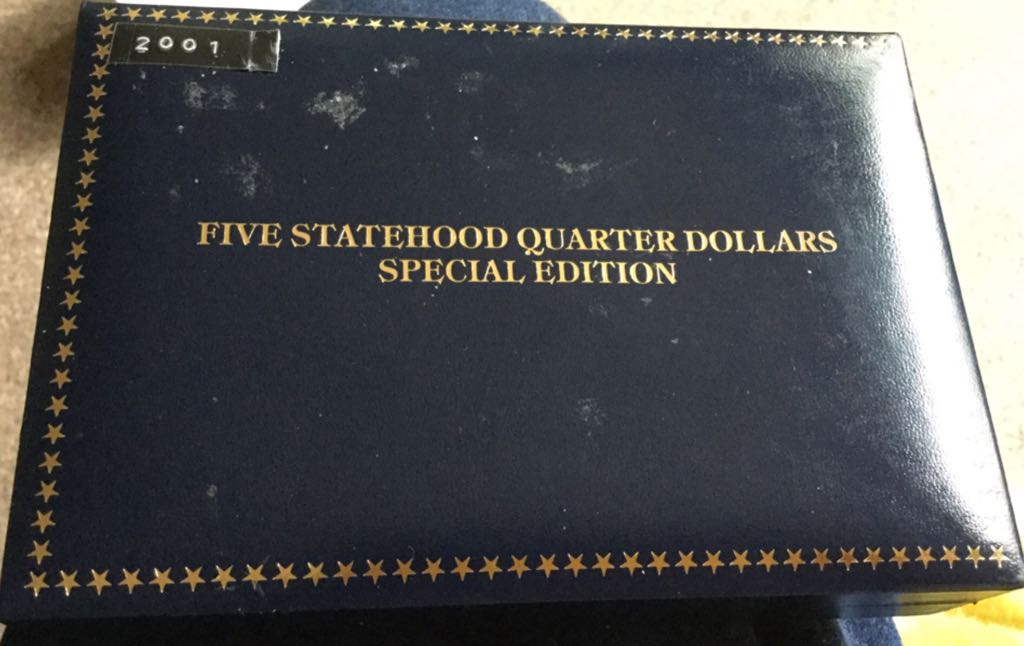 2001
FIVE STATEHOOD QUARTER DOLLARS
SPECIAL EDITION